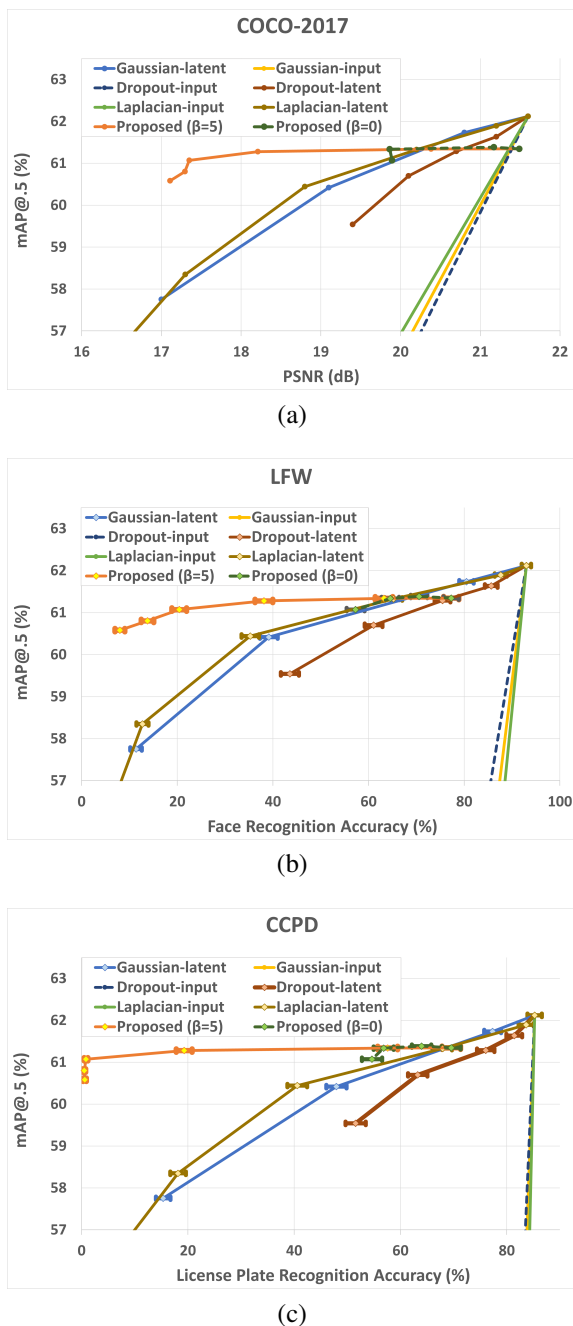 COCO-2017
63
62
61
60
59
58
57
mAP@.5 (%)
Gaussian-latent Gaussian-input
Dropout-input Dropout-latent
Laplacian-input Laplacian-latent
Proposed (β=5) Proposed (β=0)
16 17 18 19 20 21 22
PSNR (dB)
(a)
LFW
63
62
61
60
59
58
57
mAP@.5 (%)
Gaussian-latent Gaussian-input
Dropout-input Dropout-latent
Laplacian-input Laplacian-latent
Proposed (β=5) Proposed (β=0)
0 20 40 60 80 100
Face Recognition Accuracy (%)
(b)
CCPD
63
62
61
60
59
58
57
mAP@.5 (%)
Gaussian-latent Gaussian-input
Dropout-input Dropout-latent
Laplacian-input Laplacian-latent
Proposed (β=5) Proposed (β=0)
0 20 40 60 80
License Plate Recognition Accuracy (%)
(c)